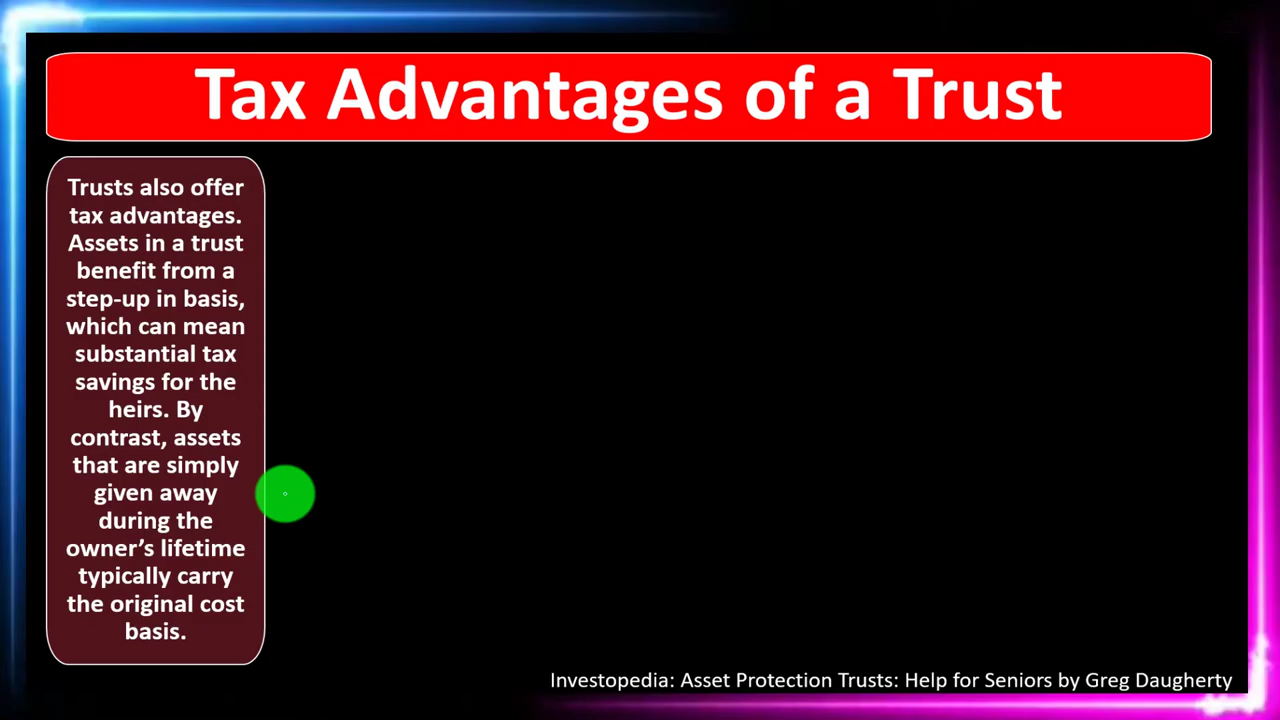 Tax Advantages of a Trust
Trusts also offer
tax advantages.
Assets in a trust
benefit from a
step-up in basis,
which can mean
substantial tax
savings for the
heirs. By
contrast, assets
that are simply
given away
during the
owner’s lifetime
typically carry
the original cost
basis.
Investopedia: Asset Protection Trusts: Help for Seniors by Greg Daugherty